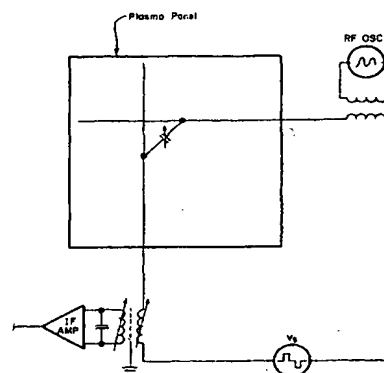 Plasma Panel
RF OSC
IF
AMP
Vs